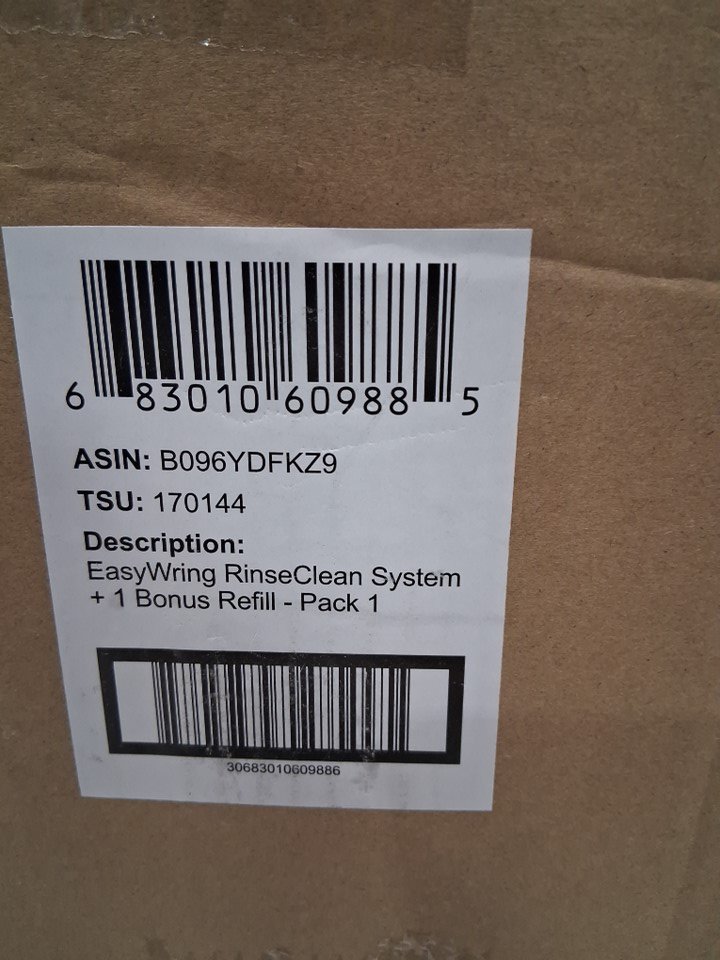 6 83010 60988 5
ASIN: B096YDFKZ9
TSU: 170144
Description:
EasyWring RinseClean System
+ 1 Bonus Refill - Pack 1
30683010609886